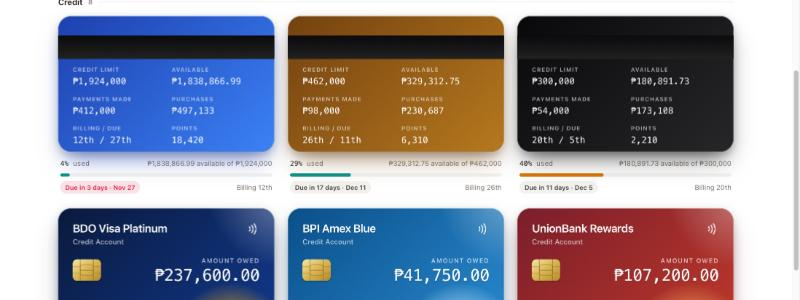 Credit 8
CREDIT LIMIT AVAILABLE
₱1,924,000 ₱1,838,866.99
PAYMENTS MADE PURCHASES
₱412,000 ₱497,133
BILLING / DUE POINTS
12th / 27th 18,420
4% used ₱1,838,866.99 available of ₱1,924,000
Due in 3 days · Nov 27 Billing 12th
CREDIT LIMIT AVAILABLE
₱462,000 ₱329,312.75
PAYMENTS MADE PURCHASES
₱98,000 ₱230,687
BILLING / DUE POINTS
26th / 11th 6,310
29% used ₱329,312.75 available of ₱462,000
Due in 17 days · Dec 11 Billing 26th
CREDIT LIMIT AVAILABLE
₱300,000 ₱180,891.73
PAYMENTS MADE PURCHASES
₱54,000 ₱173,108
BILLING / DUE POINTS
20th / 5th 2,210
40% used ₱180,891.73 available of ₱300,000
Due in 11 days · Dec 5 Billing 20th
BDO Visa Platinum
Credit Account
AMOUNT OWED
₱237,600.00
BPI Amex Blue
Credit Account
AMOUNT OWED
₱41,750.00
UnionBank Rewards
Credit Account
AMOUNT OWED
₱107,200.00